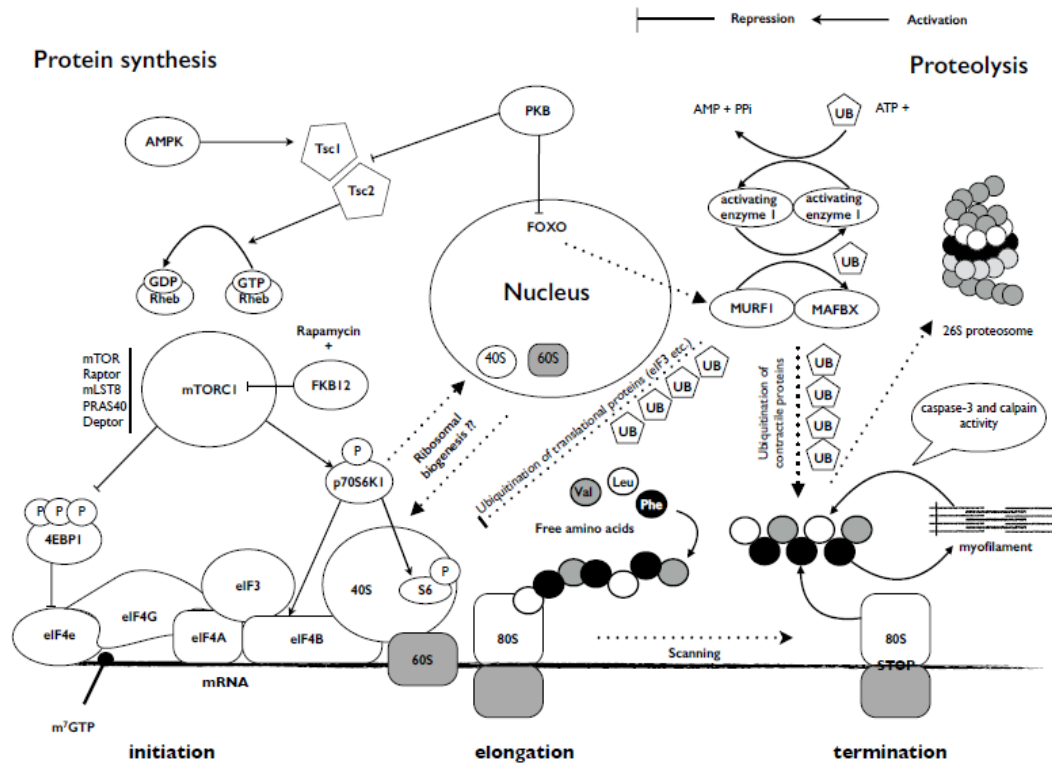 Repression
Activation
Protein synthesis
Proteolysis
PKB
AMPK
Tsc1
Tsc2
AMP + PPi
UB
ATP +
activating
enzyme 1
activating
enzyme 1
UB
FOXO
Nucleus
40S
60S
GDP
Rheb
GTP
Rheb
MURF1
MAFBX
26S proteosome
mTOR
Raptor
mLST8
PRAS40
Deptor
mTORC1
Rapamycin
+
FKB12
UB
UB
UB
UB
Ubiquitination of translational proteins (eIF3 etc.)
Ubiquitination of
contractile proteins
UB
UB
UB
UB
caspase-3 and calpain
activity
Ribosomal
biogenesis ??
P
p70S6K1
P
P
P
4EBP1
Val
Leu
Phe
Free amino acids
myofilament
eIF4e
eIF4G
eIF3
eIF4A
eIF4B
40S
S6
P
60S
80S
Scanning
80S
STOP
mRNA
m⁷GTP
initiation
elongation
termination